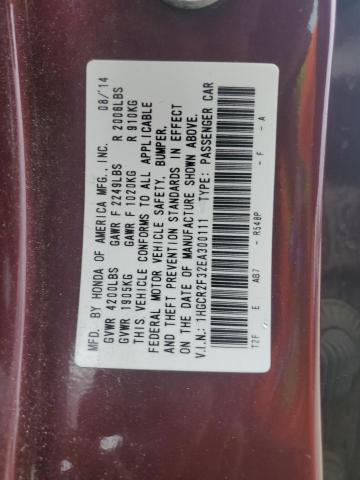 MFD. BY HONDA OF AMERICA MFG., INC. 08/'14
GVWR 4200LBS GAWR F 2249LBS R 2006LBS
GVWR 1905KG GAWR F 1020KG R 910KG
THIS VEHICLE CONFORMS TO ALL APPLICABLE
FEDERAL MOTOR VEHICLE SAFETY, BUMPER,
AND THEFT PREVENTION STANDARDS IN EFFECT
ON THE DATE OF MANUFACTURE SHOWN ABOVE.
V.I.N.: 1HGCR2F32EA300111 TYPE: PASSENGER CAR
T2F E AB7 - R548P - F - A